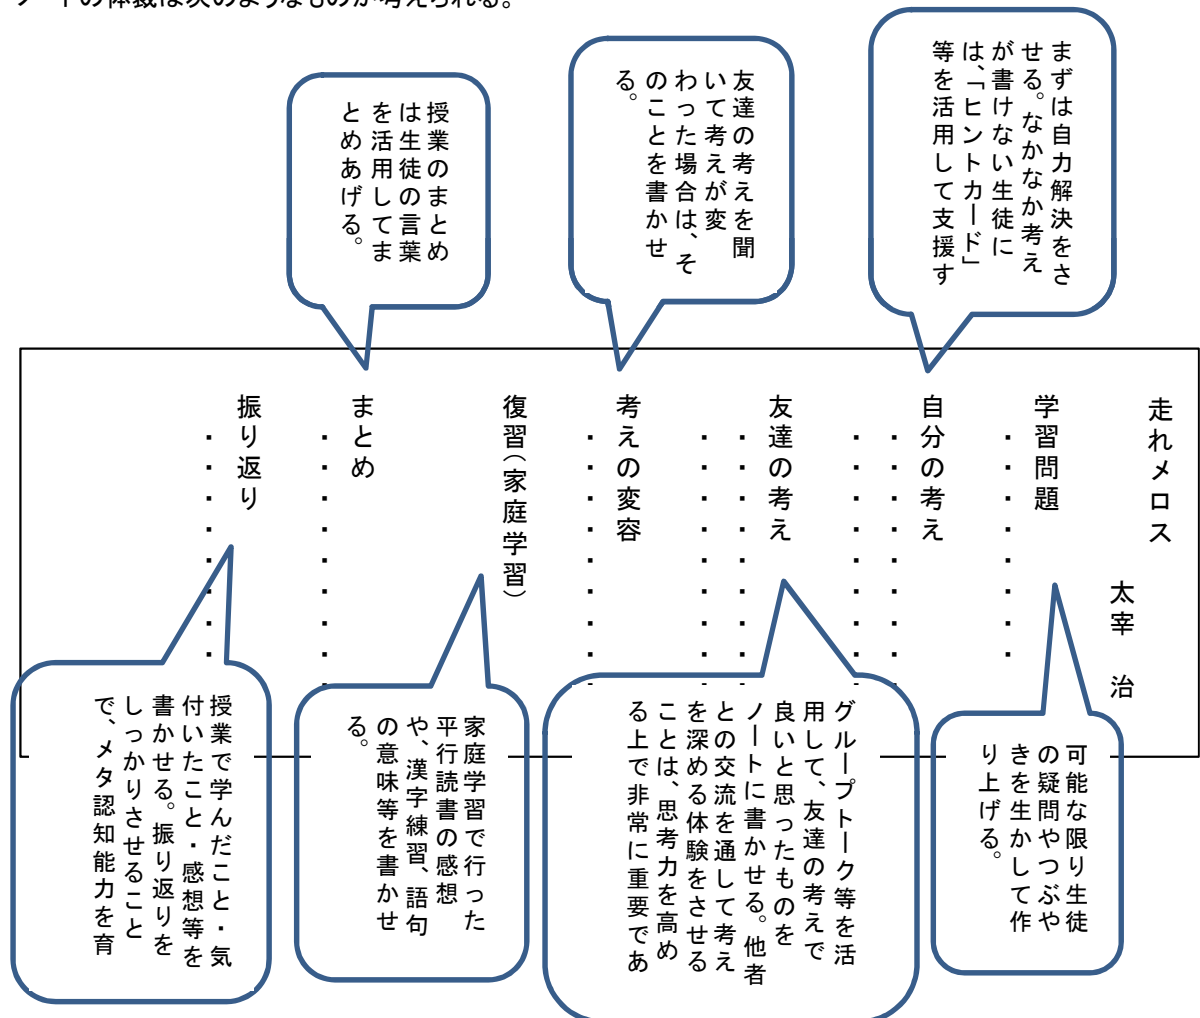 ノートの体裁は次のようなものが考えられる。
まずは自力解決をさ
せる。なかなか考え
が書けない生徒に
は、「ヒントカード」
等を活用して支援す
友達の考えを聞
いて考えが変
わった場合は、そ
のことを書かせ
る。
授業のまとめ
は生徒の言葉
を活用してま
とめあげる。
走れメロス
太宰 治
学習問題
・・・・・・・・
自分の考え
・・・・・・・・
・・・・・・・・
友達の考え
・・・・・・・・・
・・・・・・・・・
考えの変容
・・・・・・・・・
復習(家庭学習)
まとめ
・・・・・・・・・
振り返り
・・・・・・・・
可能な限り生徒
の疑問やつぶや
きを生かして作
り上げる。
グループトーク等を活
用して、友達の考えで
良いと思ったものを
ノートに書かせる。他者
との交流を通して考え
を深める体験をさせる
ことは、思考力を高め
る上で非常に重要であ
家庭学習で行った
平行読書の感想
や、漢字練習、語句
の意味等を書かせ
る。
授業で学んだこと・気
付いたこと・感想等を
書かせる。振り返りを
しっかりさせること
で、メタ認知能力を育